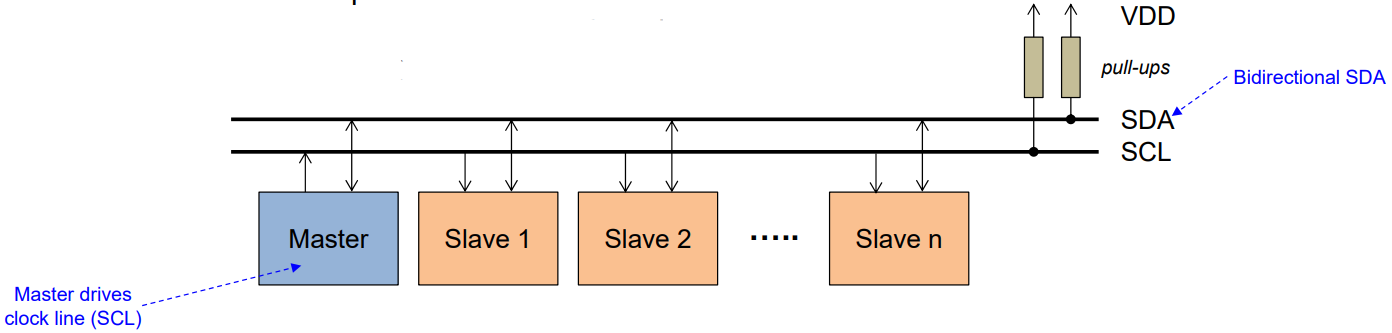 VDD
pull-ups
Bidirectional SDA
SDA
SCL
Master
Slave 1
Slave 2
.....
Slave n
Master drives
clock line (SCL)